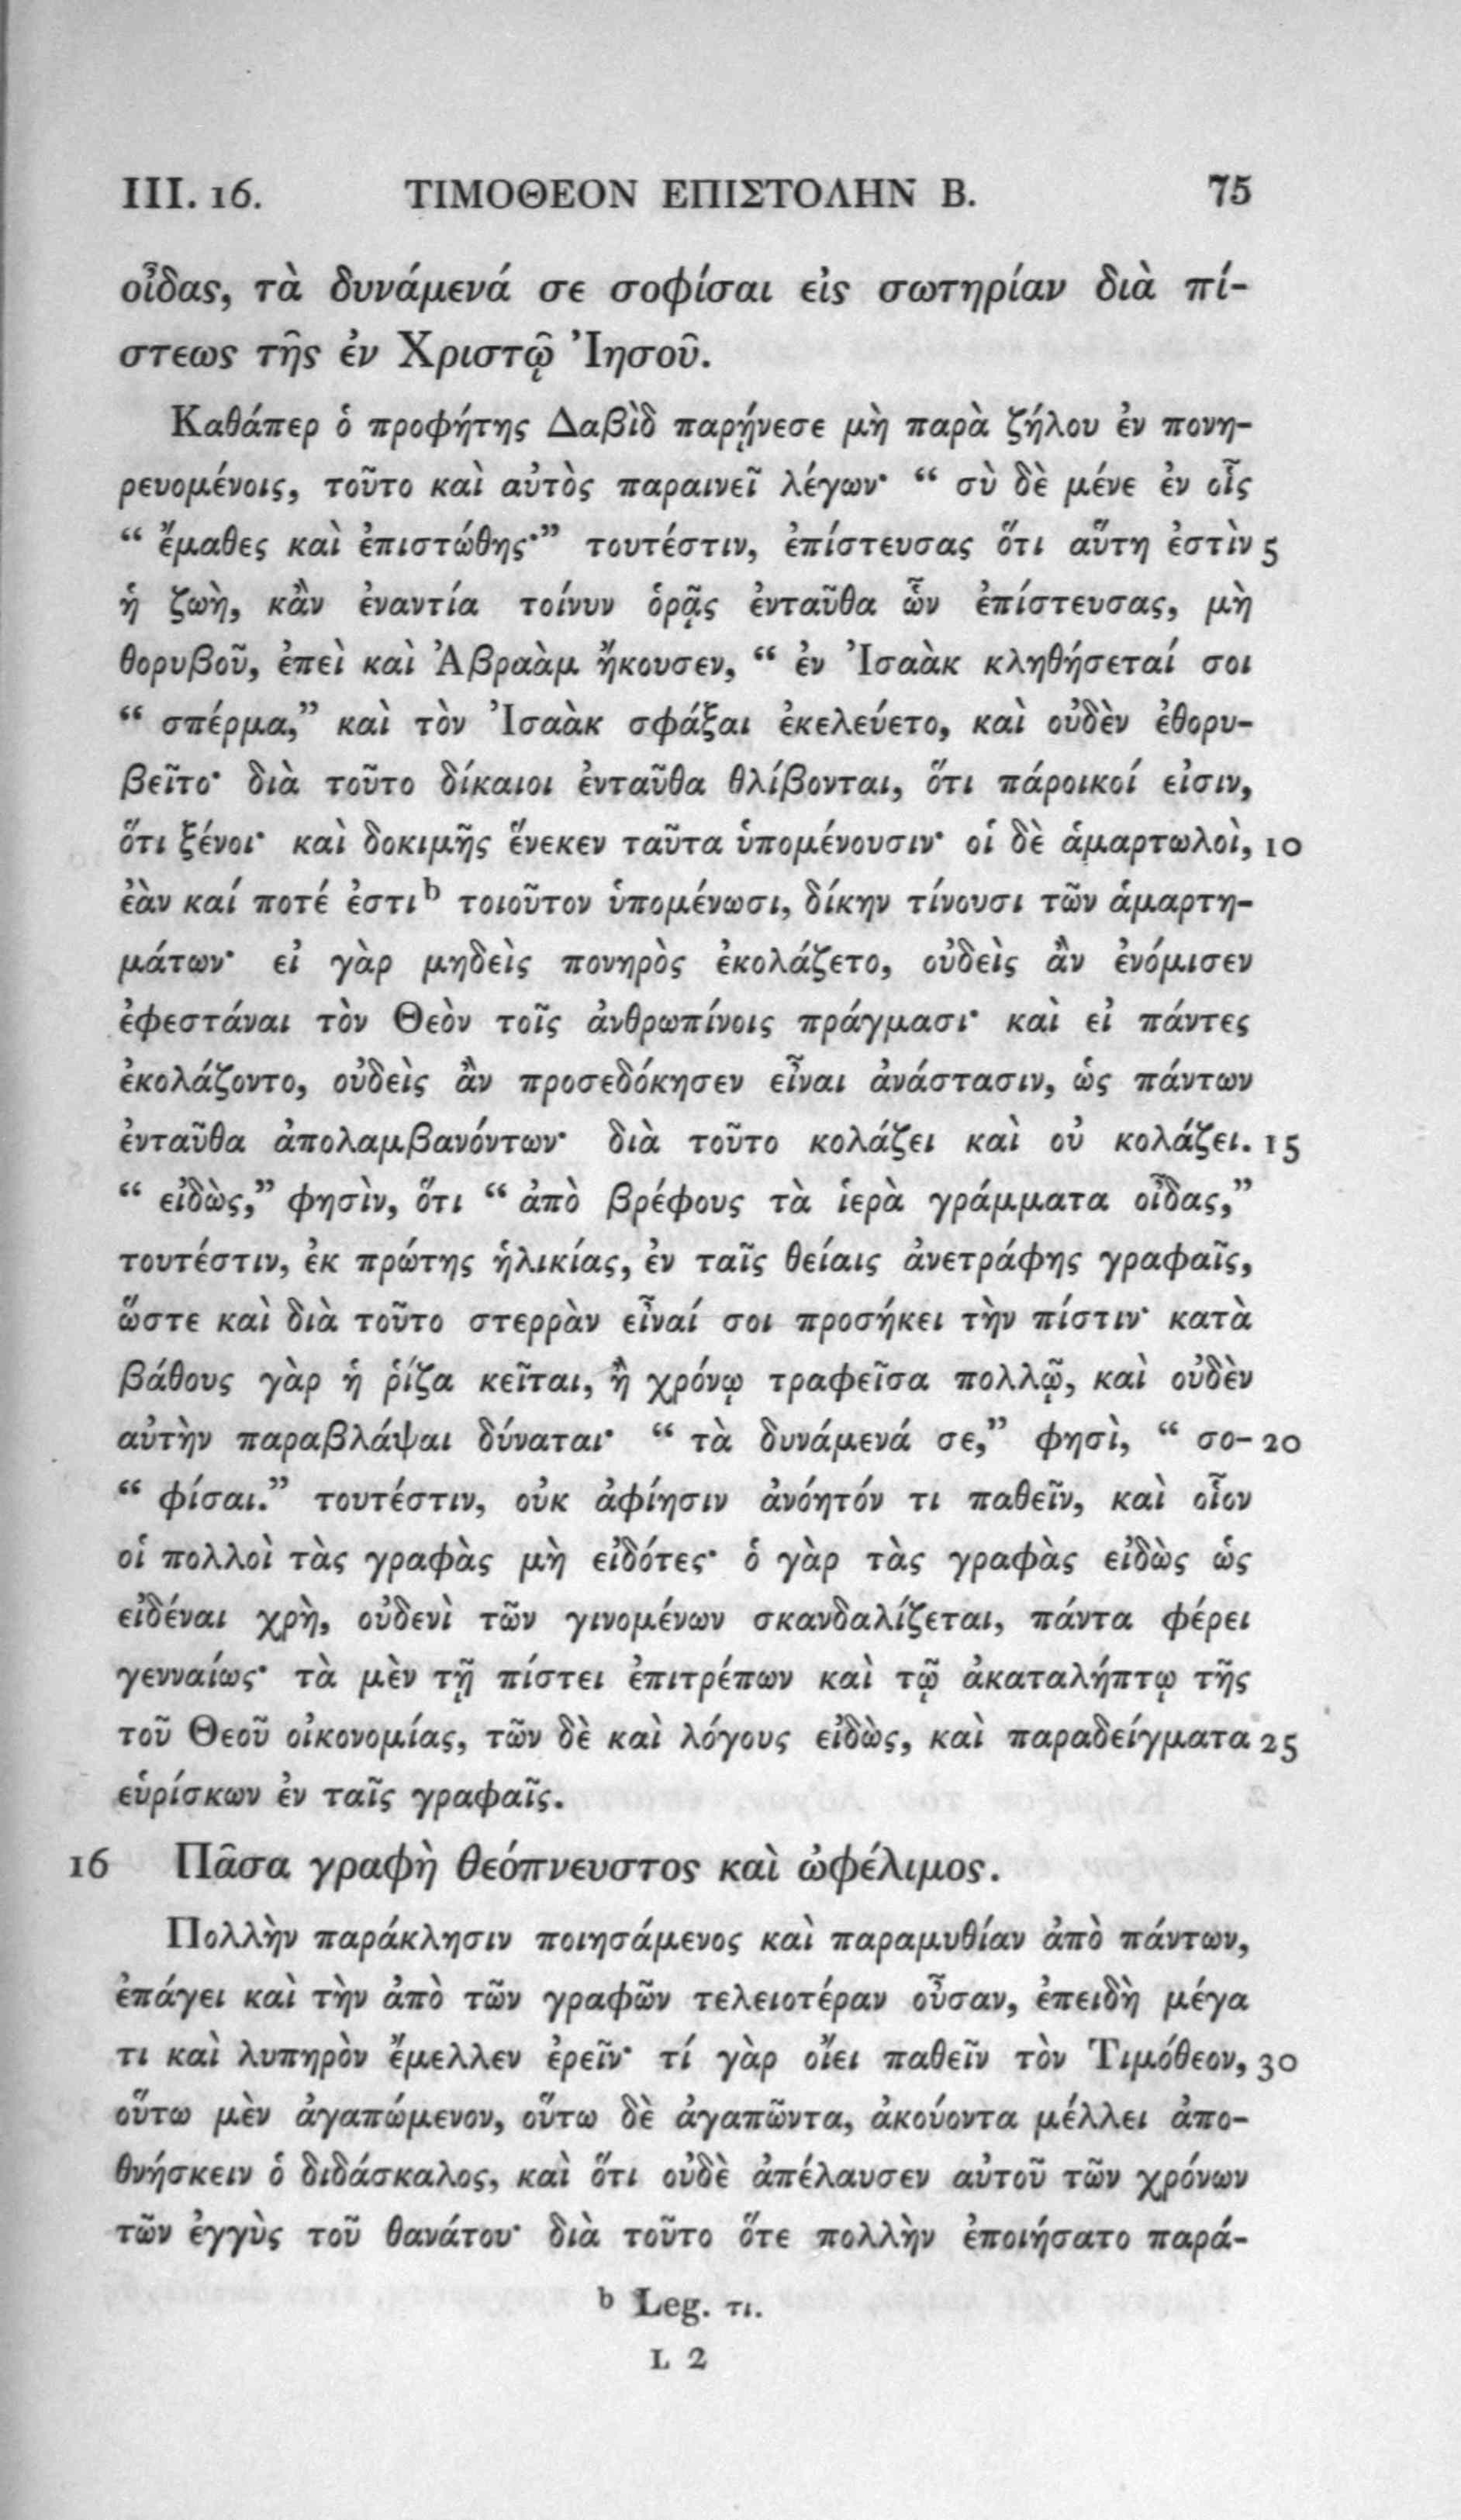 III. 16. ΤΙΜΟΘΕΟΝ ΕΠΙΣΤΟΛΗΝ Β. 75
οἶδας, τὰ δυνάμενά σε σοφίσαι εἰς σωτηρίαν διὰ πί-
στεως τῆς ἐν Χριστῷ Ἰησοῦ.
Καθάπερ ὁ προφήτης Δαβὶδ παρῄνεσε μὴ παρὰ ζήλου ἐν πονη-
ρευομένοις, τοῦτο καὶ αὐτὸς παραινεῖ λέγων· “ σὺ δὲ μένε ἐν οἷς
“ ἔμαθες καὶ ἐπιστώθης·” τουτέστιν, ἐπίστευσας ὅτι αὕτη ἐστὶν 5
ἡ ζωὴ, κἂν ἐναντία τοίνυν ὁρᾷς ἐνταῦθα ὧν ἐπίστευσας, μὴ
θορυβοῦ, ἐπεὶ καὶ Ἀβραὰμ ἤκουσεν, “ ἐν Ἰσαὰκ κληθήσεταί σοι
“ σπέρμα,” καὶ τὸν Ἰσαὰκ σφάξαι ἐκελεύετο, καὶ οὐδὲν ἐθορυ-
βεῖτο· διὰ τοῦτο δίκαιοι ἐνταῦθα θλίβονται, ὅτι πάροικοί εἰσιν,
ὅτι ξένοι· καὶ δοκιμῆς ἕνεκεν ταῦτα ὑπομένουσιν· οἱ δὲ ἁμαρτωλοὶ, 10
ἐὰν καί ποτέ ἐστι b τοιοῦτον ὑπομένωσι, δίκην τίνουσι τῶν ἁμαρτη-
μάτων· εἰ γὰρ μηδεὶς πονηρὸς ἐκολάζετο, οὐδεὶς ἂν ἐνόμισεν
ἐφεστάναι τὸν Θεὸν τοῖς ἀνθρωπίνοις πράγμασι· καὶ εἰ πάντες
ἐκολάζοντο, οὐδεὶς ἂν προσεδόκησεν εἶναι ἀνάστασιν, ὡς πάντων
ἐνταῦθα ἀπολαμβανόντων· διὰ τοῦτο κολάζει καὶ οὐ κολάζει. 15
“ εἰδὼς,” φησὶν, ὅτι “ ἀπὸ βρέφους τὰ ἱερὰ γράμματα οἶδας,”
τουτέστιν, ἐκ πρώτης ἡλικίας, ἐν ταῖς θείαις ἀνετράφης γραφαῖς,
ὥστε καὶ διὰ τοῦτο στερρὰν εἶναί σοι προσήκει τὴν πίστιν· κατὰ
βάθους γὰρ ἡ ῥίζα κεῖται, ἢ χρόνῳ τραφεῖσα πολλῷ, καὶ οὐδὲν
αὐτὴν παραβλάψαι δύναται· “ τὰ δυνάμενά σε,” φησὶ, “ σο- 20
“ φίσαι.” τουτέστιν, οὐκ ἀφίησιν ἀνόητόν τι παθεῖν, καὶ οἷον
οἱ πολλοὶ τὰς γραφὰς μὴ εἰδότες· ὁ γὰρ τὰς γραφὰς εἰδὼς ὡς
εἰδέναι χρὴ, οὐδενὶ τῶν γινομένων σκανδαλίζεται, πάντα φέρει
γενναίως· τὰ μὲν τῇ πίστει ἐπιτρέπων καὶ τῷ ἀκαταλήπτῳ τῆς
τοῦ Θεοῦ οἰκονομίας, τῶν δὲ καὶ λόγους εἰδὼς, καὶ παραδείγματα 25
εὑρίσκων ἐν ταῖς γραφαῖς.
16 Πᾶσα γραφὴ θεόπνευστος καὶ ὠφέλιμος.
Πολλὴν παράκλησιν ποιησάμενος καὶ παραμυθίαν ἀπὸ πάντων,
ἐπάγει καὶ τὴν ἀπὸ τῶν γραφῶν τελειοτέραν οὖσαν, ἐπειδὴ μέγα
τι καὶ λυπηρὸν ἔμελλεν ἐρεῖν· τί γὰρ οἴει παθεῖν τὸν Τιμόθεον, 30
οὕτω μὲν ἀγαπώμενον, οὕτω δὲ ἀγαπῶντα, ἀκούοντα μέλλει ἀπο-
θνήσκειν ὁ διδάσκαλος, καὶ ὅτι οὐδὲ ἀπέλαυσεν αὐτοῦ τῶν χρόνων
τῶν ἐγγὺς τοῦ θανάτου· διὰ τοῦτο ὅτε πολλὴν ἐποιήσατο παρά-
b Leg. τι.
L 2